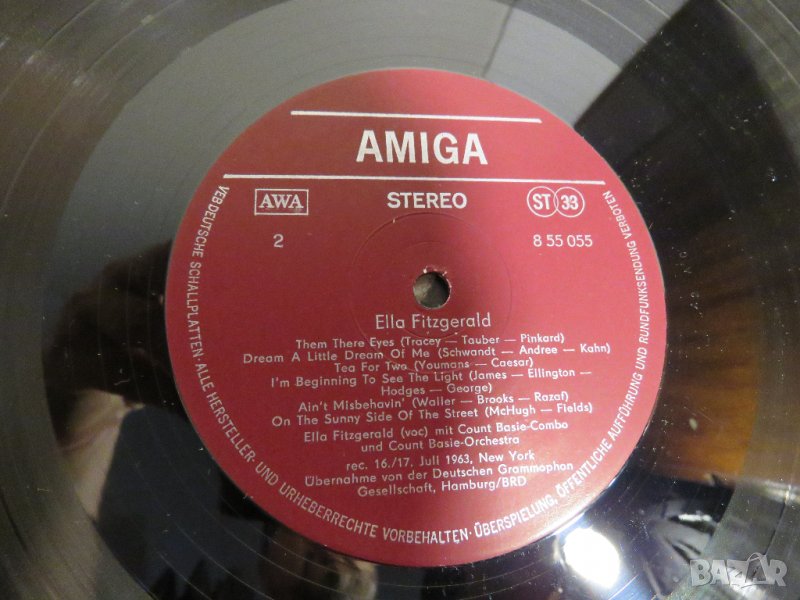 AMIGA
AWA
STEREO
ST 33
2
8 55 055
Ella Fitzgerald
Them There Eyes (Tracey — Tauber — Pinkard)
Dream A Little Dream Of Me (Schwandt — Andree — Kahn)
Tea For Two (Youmans — Caesar)
I'm Beginning To See The Light (James — Ellington —
Hodges — George)
Ain't Misbehavin' (Waller — Brooks — Razaf)
On The Sunny Side Of The Street (McHugh — Fields)
Ella Fitzgerald (voc) mit Count Basie-Combo
und Count Basie-Orchestra
rec. 16./17. Juli 1963, New York
Übernahme von der Deutschen Grammophon
Gesellschaft, Hamburg/BRD
VEB DEUTSCHE SCHALLPLATTEN · ALLE HERSTELLER- UND URHEBERRECHTE VORBEHALTEN · ÜBERSPIELUNG, ÖFFENTLICHE AUFFÜHRUNG UND RUNDFUNKSENDUNG VERBOTEN
BAZAR